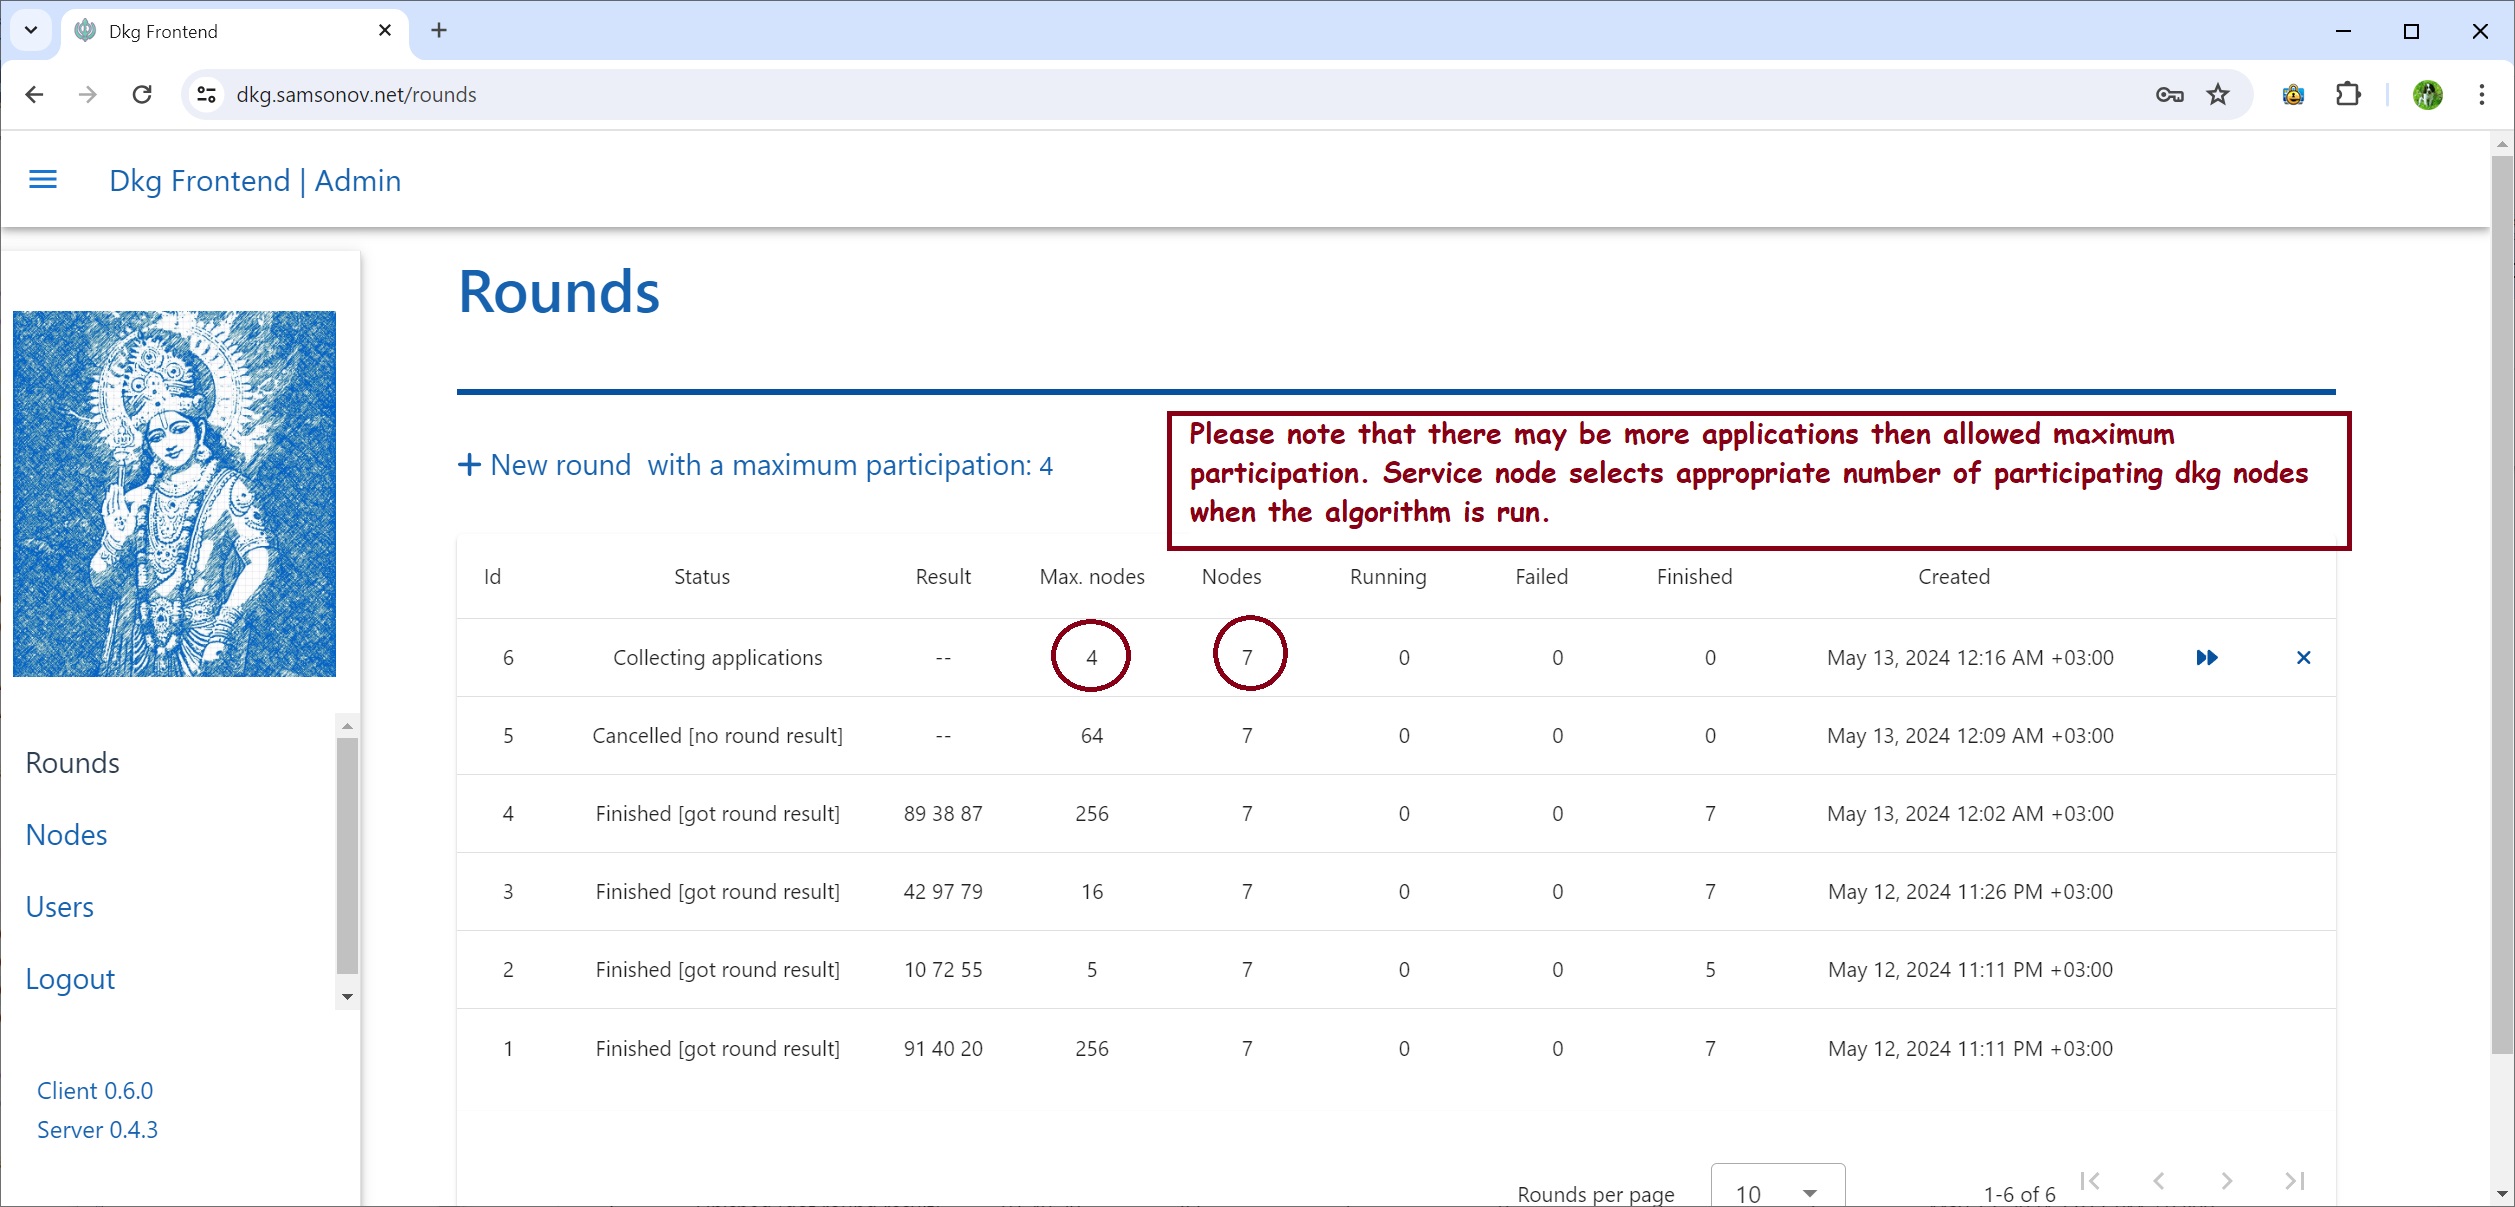 Dkg Frontend
dkg.samsonov.net/rounds
Dkg Frontend | Admin
Rounds
New round with a maximum participation: 4
Please note that there may be more applications then allowed maximum
participation. Service node selects appropriate number of participating dkg nodes
when the algorithm is run.
Id Status Result Max. nodes Nodes Running Failed Finished Created
6 Collecting applications -- 4 7 0 0 0 May 13, 2024 12:16 AM +03:00
5 Cancelled [no round result] -- 64 7 0 0 0 May 13, 2024 12:09 AM +03:00
4 Finished [got round result] 89 38 87 256 7 0 0 7 May 13, 2024 12:02 AM +03:00
3 Finished [got round result] 42 97 79 16 7 0 0 7 May 12, 2024 11:26 PM +03:00
2 Finished [got round result] 10 72 55 5 7 0 0 5 May 12, 2024 11:11 PM +03:00
1 Finished [got round result] 91 40 20 256 7 0 0 7 May 12, 2024 11:11 PM +03:00
Rounds per page 10 1-6 of 6
Rounds
Nodes
Users
Logout
Client 0.6.0
Server 0.4.3